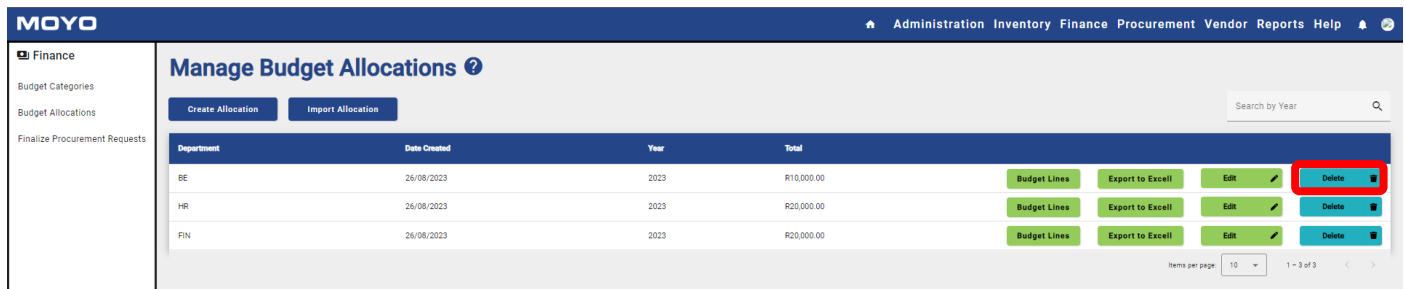 MOYO
Administration Inventory Finance Procurement Vendor Reports Help
Finance
Budget Categories
Budget Allocations
Finalize Procurement Requests
Manage Budget Allocations ?
Create Allocation Import Allocation
Search by Year
Department Date Created Year Total
BE 26/08/2023 2023 R10,000.00 Budget Lines Export to Excell Edit Delete
HR 26/08/2023 2023 R20,000.00 Budget Lines Export to Excell Edit Delete
FIN 26/08/2023 2023 R20,000.00 Budget Lines Export to Excell Edit Delete
Items per page: 10 1 – 3 of 3